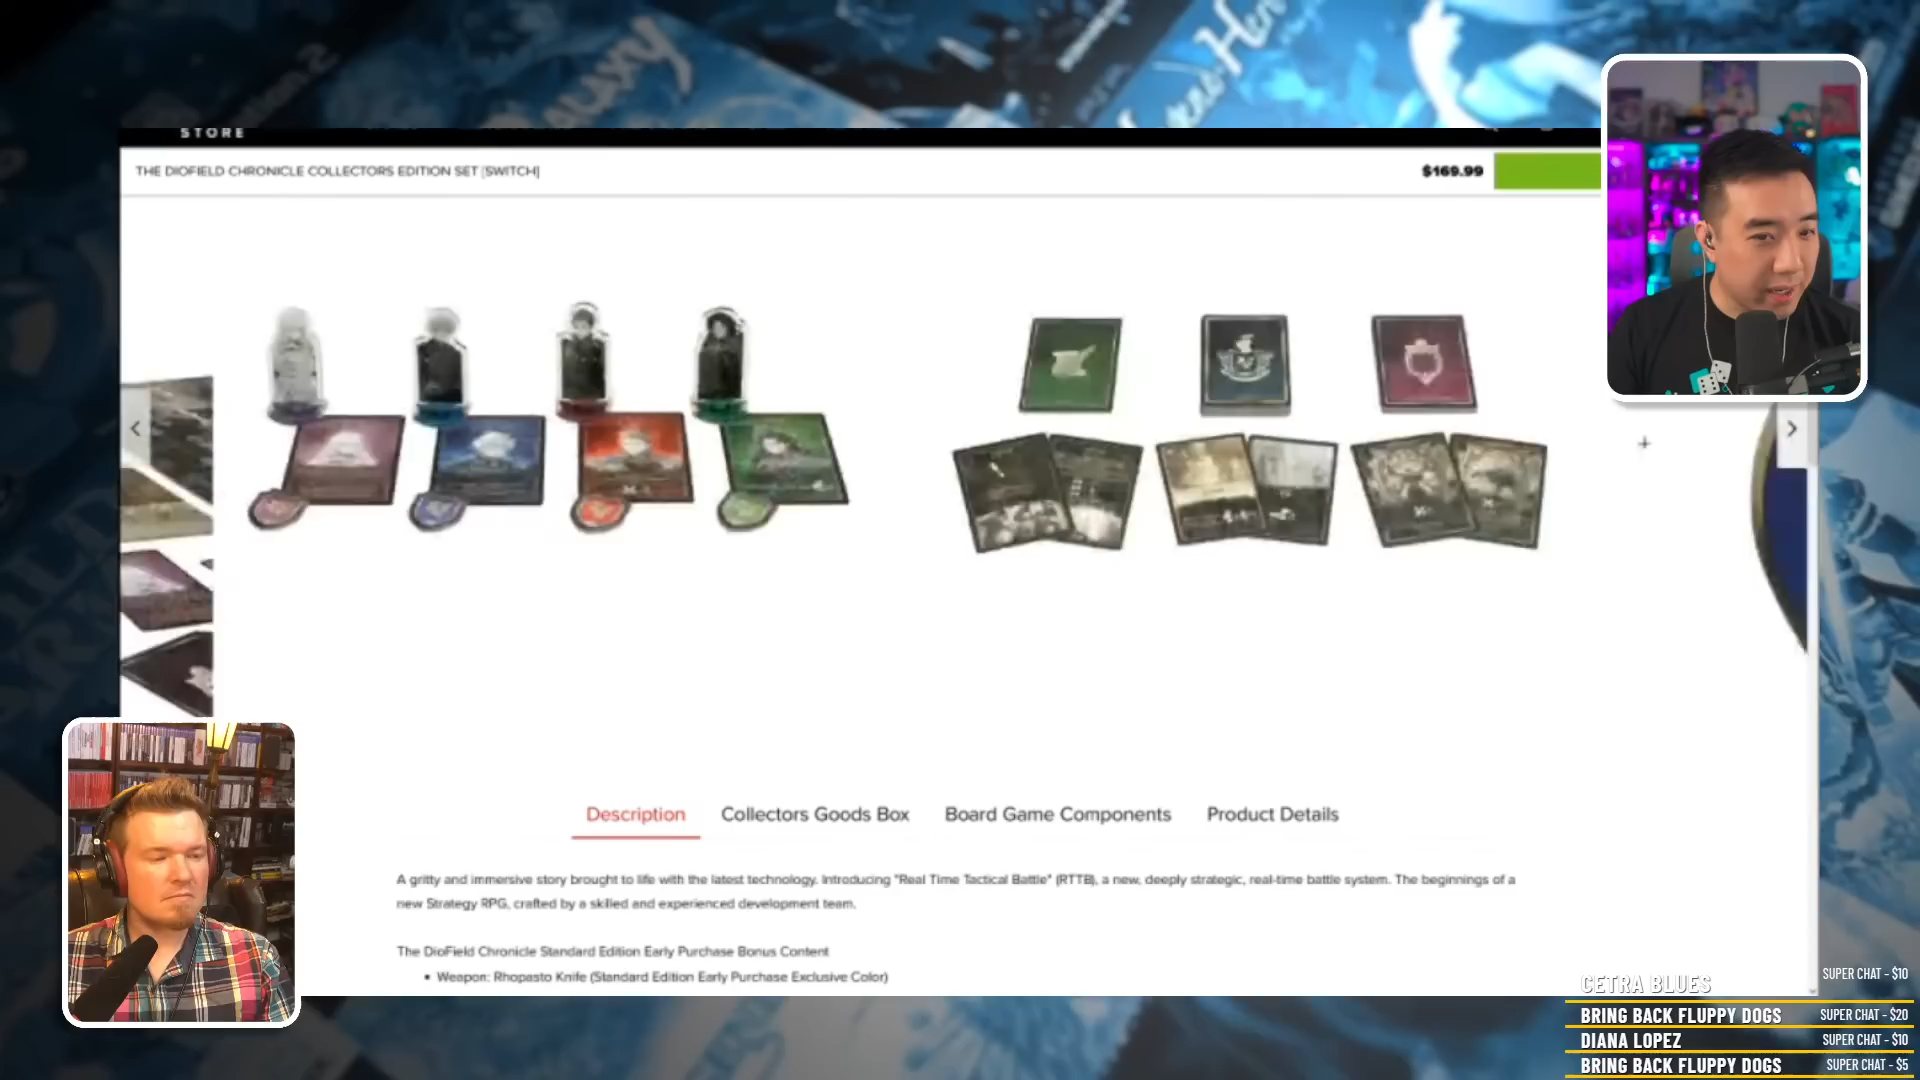 GALAXY
STORE
THE DIOFIELD CHRONICLE COLLECTORS EDITION SET [SWITCH]
$169.99
Description
Collectors Goods Box
Board Game Components
Product Details
A gritty and immersive story brought to life with the latest technology. Introducing "Real Time Tactical Battle" (RTTB), a new, deeply strategic, real-time battle system. The beginnings of a
new Strategy RPG, crafted by a skilled and experienced development team.
The DioField Chronicle Standard Edition Early Purchase Bonus Content
• Weapon: Rhopasto Knife (Standard Edition Early Purchase Exclusive Color)
CETRA BLUES SUPER CHAT - $10
BRING BACK FLUPPY DOGS SUPER CHAT - $20
DIANA LOPEZ SUPER CHAT - $10
BRING BACK FLUPPY DOGS SUPER CHAT - $5